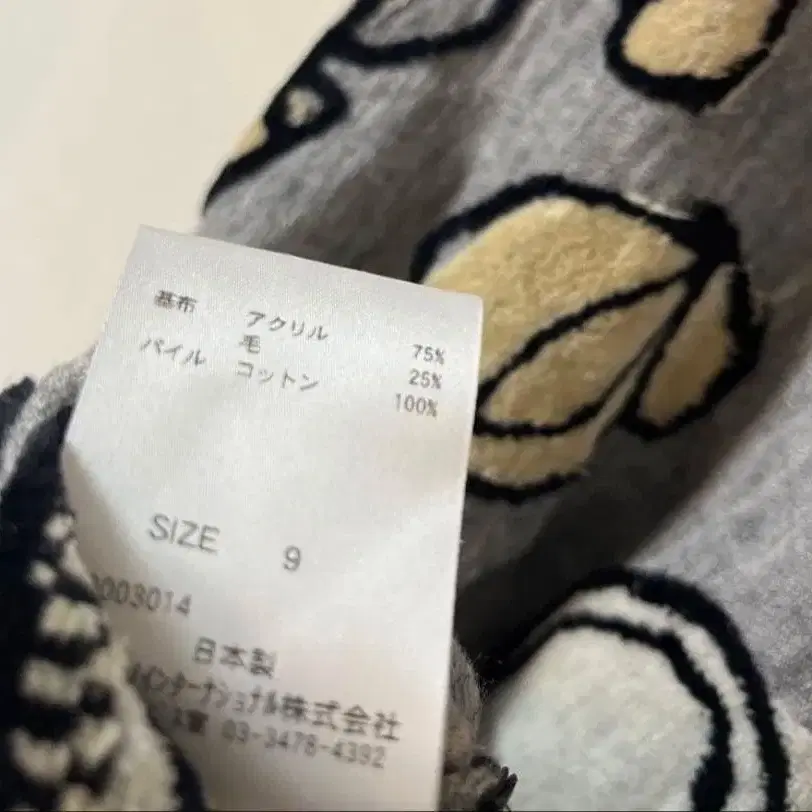 基布 アクリル 75%
毛 25%
パイル コットン 100%
SIZE 9
003014
日本製
インターナショナル株式会社
03-3478-4392